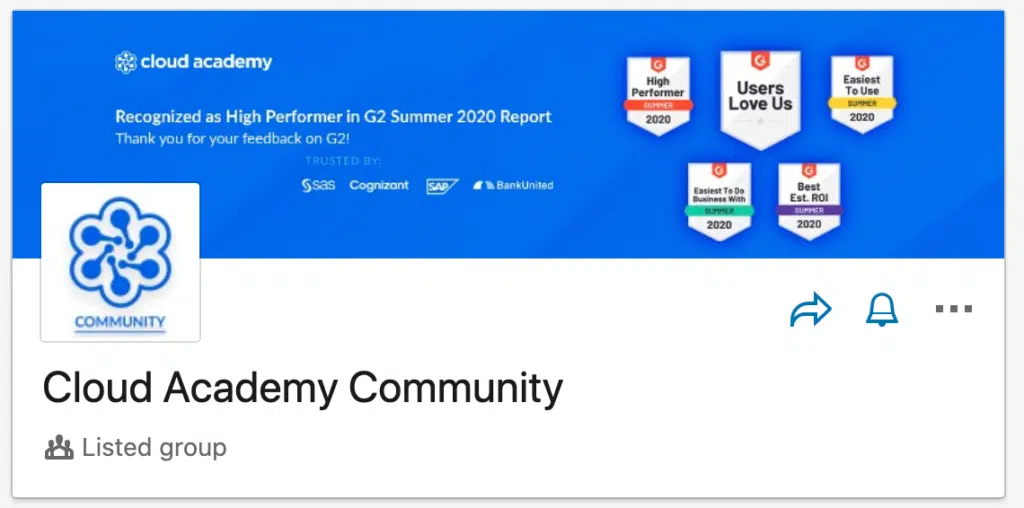 cloud academy
Recognized as High Performer in G2 Summer 2020 Report
Thank you for your feedback on G2!
TRUSTED BY:
sas Cognizant SAP BankUnited
High
Performer
SUMMER
2020
Users
Love Us
Easiest
To Use
SUMMER
2020
Easiest To Do
Business With
SUMMER
2020
Best
Est. ROI
SUMMER
2020
COMMUNITY
Cloud Academy Community
Listed group